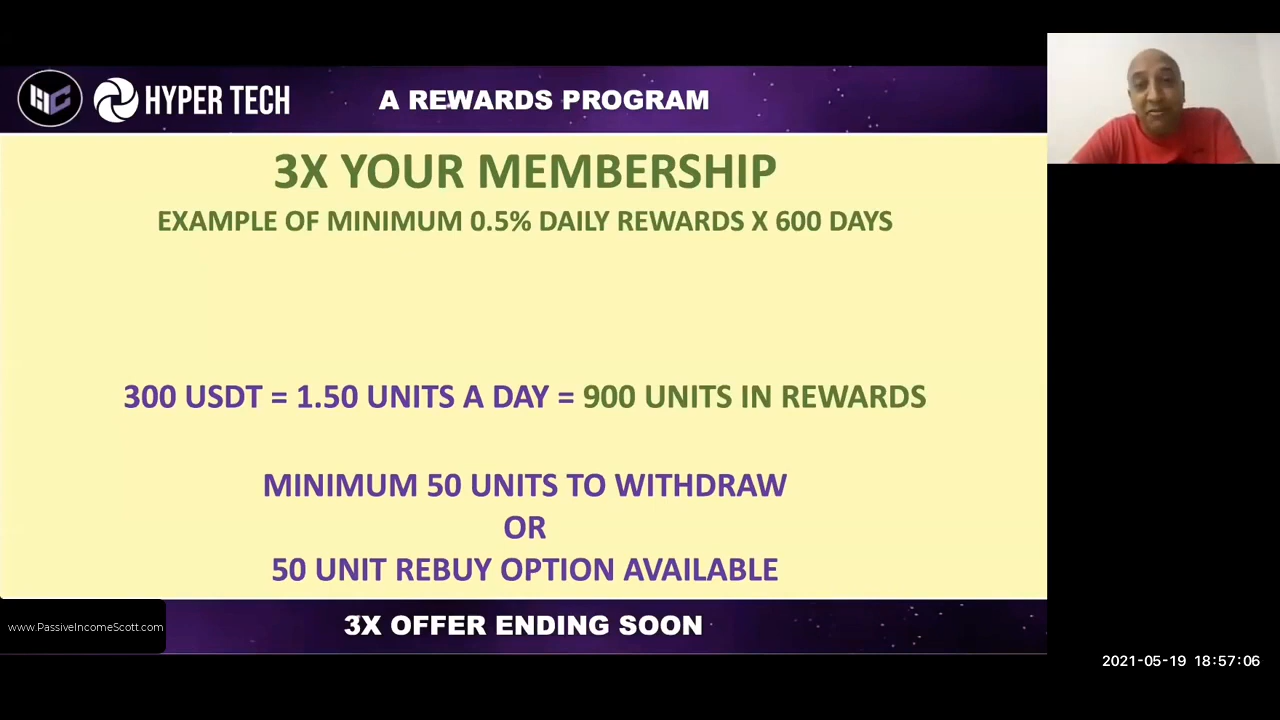 HYPER TECH
A REWARDS PROGRAM
3X YOUR MEMBERSHIP
EXAMPLE OF MINIMUM 0.5% DAILY REWARDS X 600 DAYS
300 USDT = 1.50 UNITS A DAY = 900 UNITS IN REWARDS
MINIMUM 50 UNITS TO WITHDRAW
OR
50 UNIT REBUY OPTION AVAILABLE
www.PassiveIncomeScott.com
3X OFFER ENDING SOON
2021-05-19 18:57:06